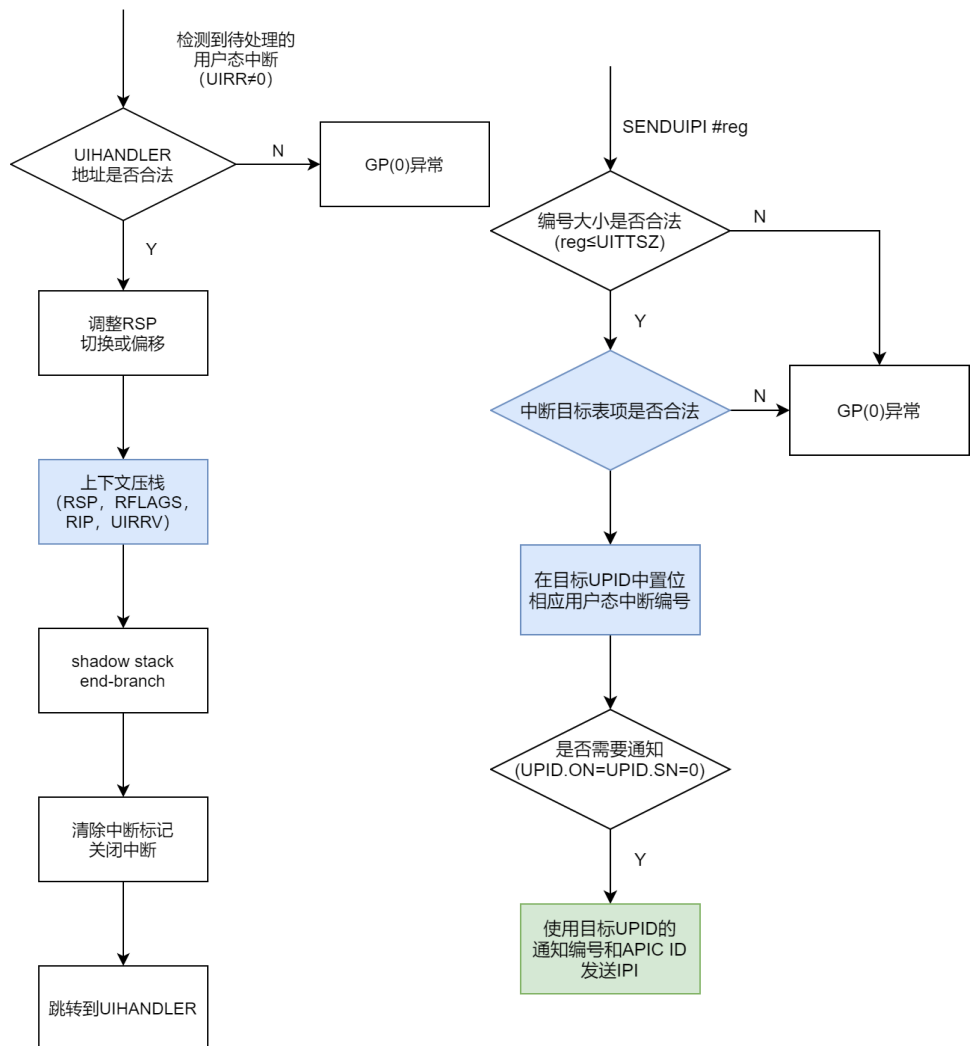 检测到待处理的
用户态中断
（UIRR≠0）
UIHANDLER
地址是否合法
N
GP(0)异常
Y
调整RSP
切换或偏移
上下文压栈
（RSP，RFLAGS，
RIP，UIRRV）
shadow stack
end-branch
清除中断标记
关闭中断
跳转到UIHANDLER
SENDUIPI #reg
编号大小是否合法
(reg≤UITTSZ)
N
Y
中断目标表项是否合法
N
GP(0)异常
在目标UPID中置位
相应用户态中断编号
是否需要通知
(UPID.ON=UPID.SN=0)
Y
使用目标UPID的
通知编号和APIC ID
发送IPI